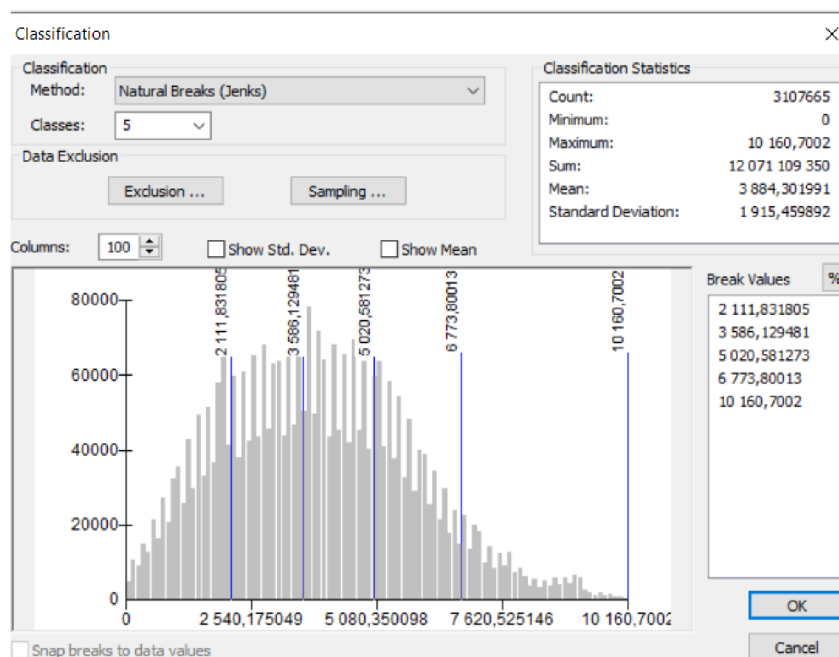 Classification
Classification
Method: Natural Breaks (Jenks)
Classes: 5
Data Exclusion
Exclusion ...
Sampling ...
Classification Statistics
Count: 3107665
Minimum: 0
Maximum: 10 160,7002
Sum: 12 071 109 350
Mean: 3 884,301991
Standard Deviation: 1 915,459892
Columns: 100
Show Std. Dev.
Show Mean
Break Values
%
2 111,831805
3 586,129481
5 020,581273
6 773,80013
10 160,7002
80000
60000
40000
20000
0
2 111,831805
3 586,129481
5 020,581273
6 773,80013
10 160,7002
0
2 540,175049
5 080,350098
7 620,525146
10 160,7002
OK
Cancel
Snap breaks to data values